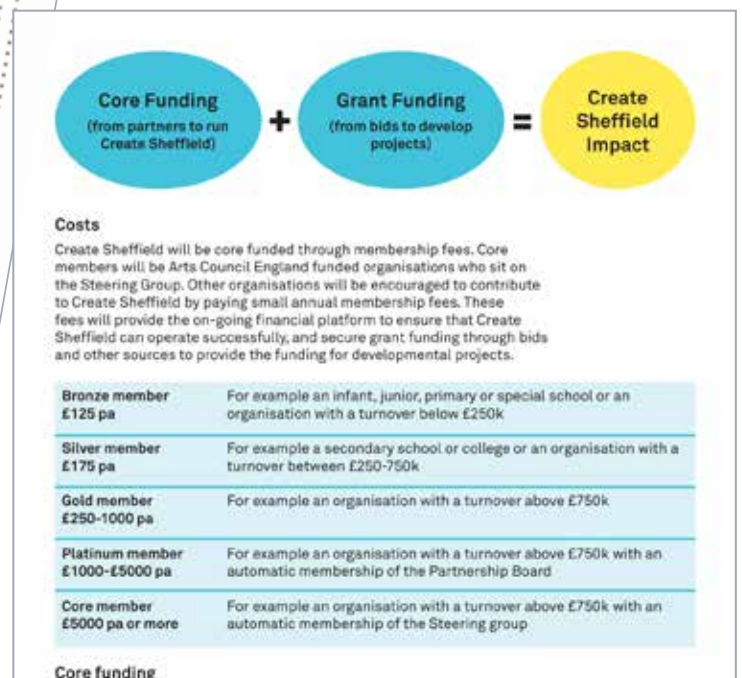 Core Funding
(from partners to run
Create Sheffield)
+
Grant Funding
(from bids to develop
projects)
=
Create
Sheffield
Impact
Costs
Create Sheffield will be core funded through membership fees. Core
members will be Arts Council England funded organisations who sit on
the Steering Group. Other organisations will be encouraged to contribute
to Create Sheffield by paying small annual membership fees. These
fees will provide the on-going financial platform to ensure that Create
Sheffield can operate successfully, and secure grant funding through bids
and other sources to provide the funding for developmental projects.
Bronze member
£125 pa
For example an infant, junior, primary or special school or an
organisation with a turnover below £250k
Silver member
£175 pa
For example a secondary school or college or an organisation with a
turnover between £250-750k
Gold member
£250-1000 pa
For example an organisation with a turnover above £750k
Platinum member
£1000-£5000 pa
For example an organisation with a turnover above £750k with an
automatic membership of the Partnership Board
Core member
£5000 pa or more
For example an organisation with a turnover above £750k with an
automatic membership of the Steering group
Core funding